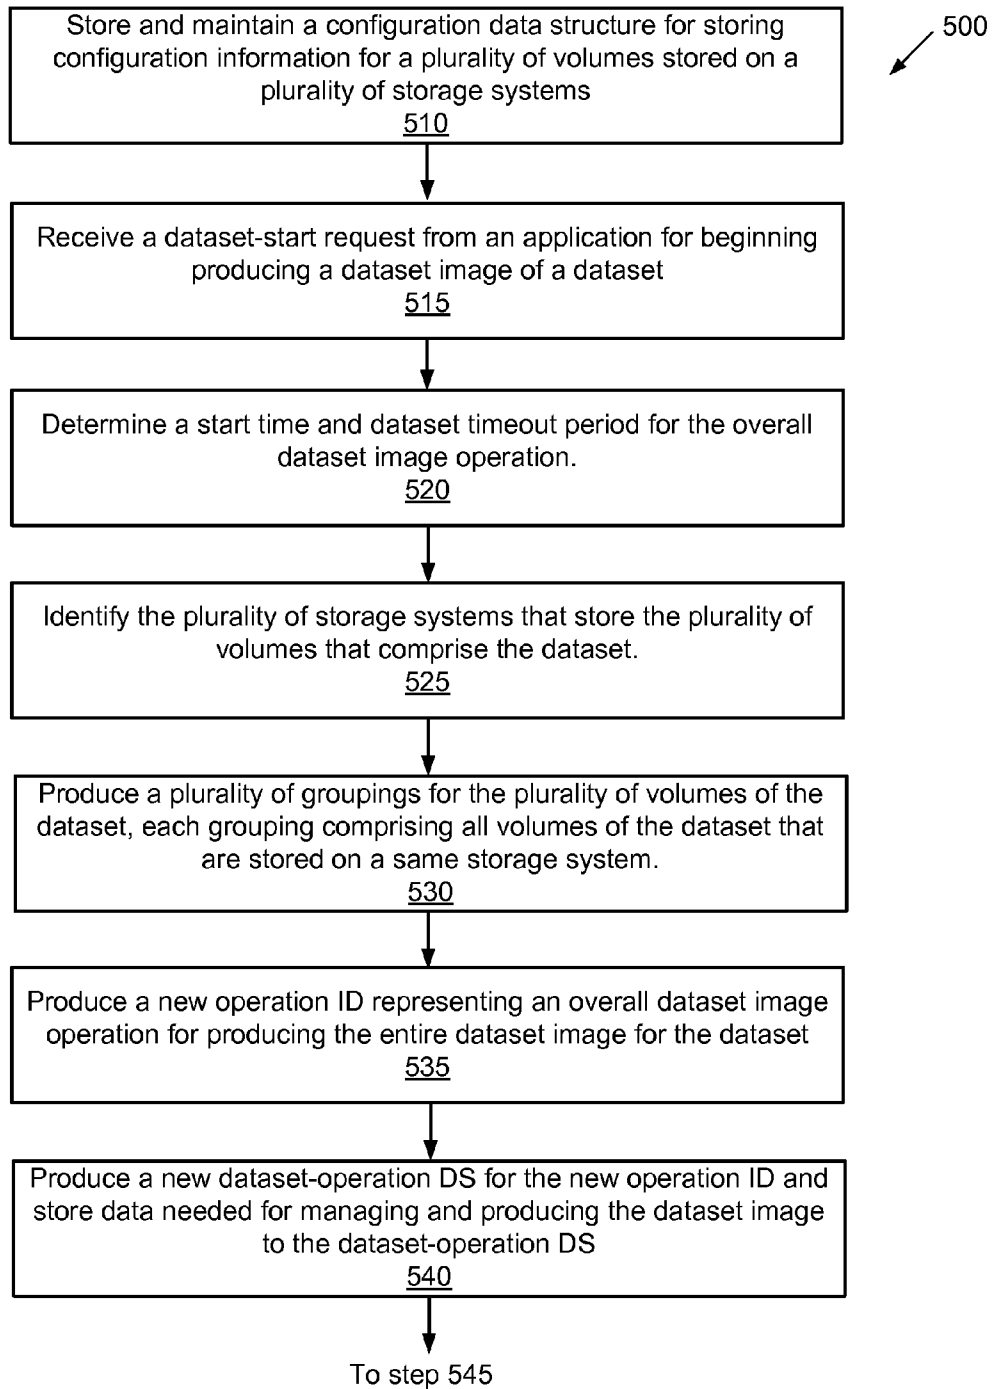 Store and maintain a configuration data structure for storing
configuration information for a plurality of volumes stored on a
plurality of storage systems
510
500
Receive a dataset-start request from an application for beginning
producing a dataset image of a dataset
515
Determine a start time and dataset timeout period for the overall
dataset image operation.
520
Identify the plurality of storage systems that store the plurality of
volumes that comprise the dataset.
525
Produce a plurality of groupings for the plurality of volumes of the
dataset, each grouping comprising all volumes of the dataset that
are stored on a same storage system.
530
Produce a new operation ID representing an overall dataset image
operation for producing the entire dataset image for the dataset
535
Produce a new dataset-operation DS for the new operation ID and
store data needed for managing and producing the dataset image
to the dataset-operation DS
540
To step 545